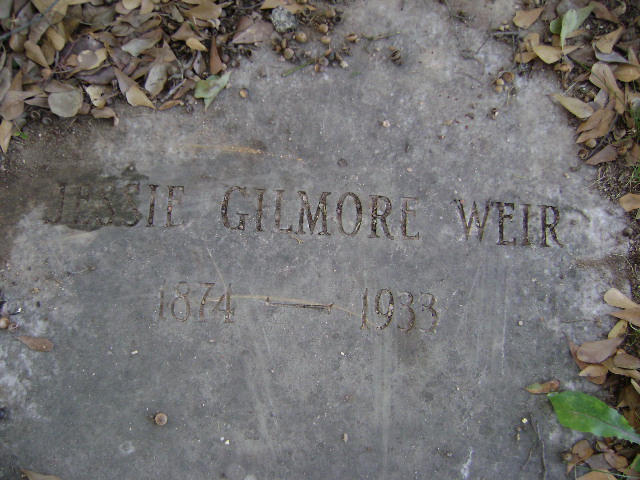 JESSIE GILMORE WEIR
1874 — 1933